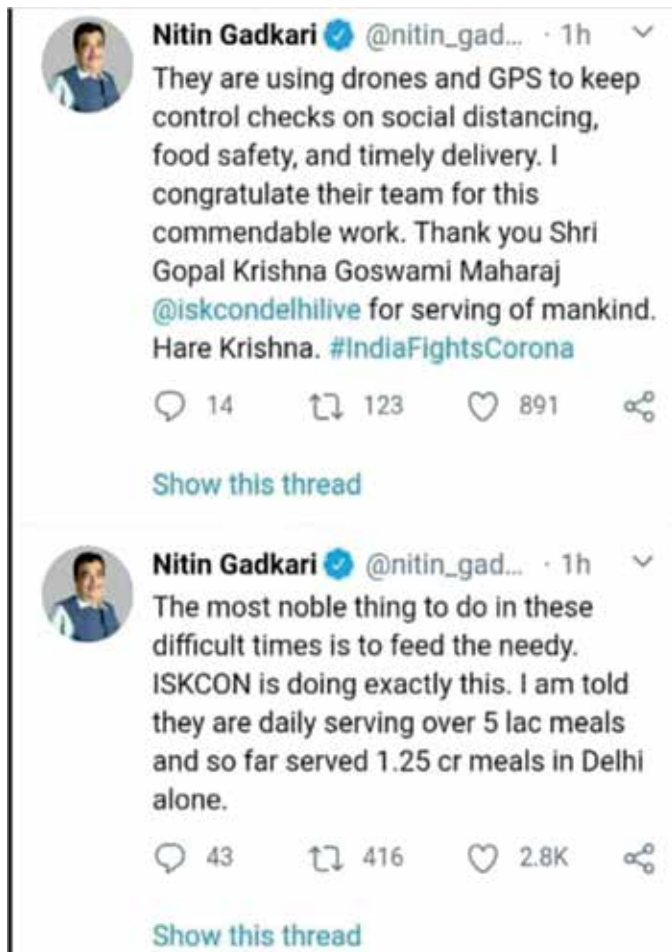 Nitin Gadkari @nitin_gad... · 1h
They are using drones and GPS to keep
control checks on social distancing,
food safety, and timely delivery. I
congratulate their team for this
commendable work. Thank you Shri
Gopal Krishna Goswami Maharaj
@iskcondelhilive for serving of mankind.
Hare Krishna. #IndiaFightsCorona
14 123 891
Show this thread
Nitin Gadkari @nitin_gad... · 1h
The most noble thing to do in these
difficult times is to feed the needy.
ISKCON is doing exactly this. I am told
they are daily serving over 5 lac meals
and so far served 1.25 cr meals in Delhi
alone.
43 416 2.8K
Show this thread